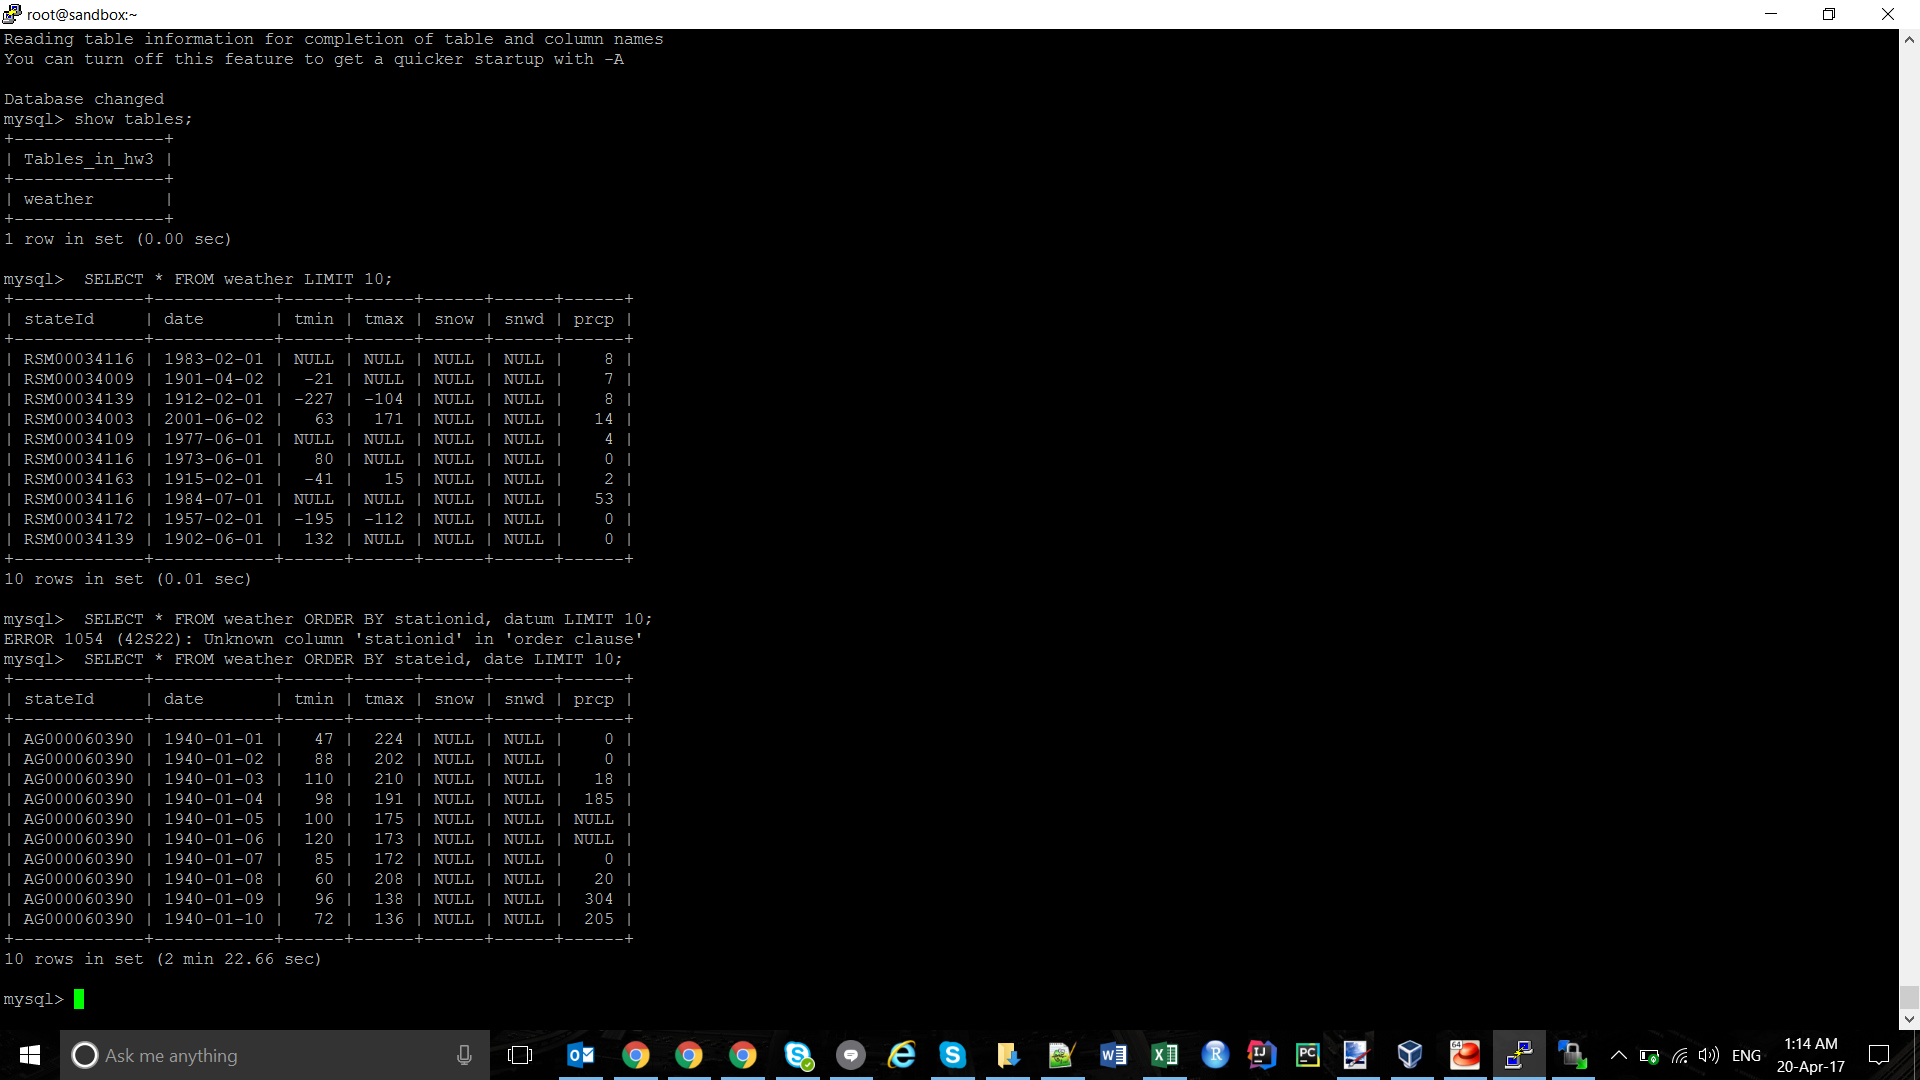 root@sandbox:~
Reading table information for completion of table and column names
You can turn off this feature to get a quicker startup with -A
Database changed
mysql> show tables;
+---------------+
| Tables_in_hw3 |
+---------------+
| weather       |
+---------------+
1 row in set (0.00 sec)
mysql>  SELECT * FROM weather LIMIT 10;
+-------------+------------+------+------+------+------+------+
| stateId     | date       | tmin | tmax | snow | snwd | prcp |
+-------------+------------+------+------+------+------+------+
| RSM00034116 | 1983-02-01 | NULL | NULL | NULL | NULL |    8 |
| RSM00034009 | 1901-04-02 |  -21 | NULL | NULL | NULL |    7 |
| RSM00034139 | 1912-02-01 | -227 | -104 | NULL | NULL |    8 |
| RSM00034003 | 2001-06-02 |   63 |  171 | NULL | NULL |   14 |
| RSM00034109 | 1977-06-01 | NULL | NULL | NULL | NULL |    4 |
| RSM00034116 | 1973-06-01 |   80 | NULL | NULL | NULL |    0 |
| RSM00034163 | 1915-02-01 |  -41 |   15 | NULL | NULL |    2 |
| RSM00034116 | 1984-07-01 | NULL | NULL | NULL | NULL |   53 |
| RSM00034172 | 1957-02-01 | -195 | -112 | NULL | NULL |    0 |
| RSM00034139 | 1902-06-01 |  132 | NULL | NULL | NULL |    0 |
+-------------+------------+------+------+------+------+------+
10 rows in set (0.01 sec)
mysql>  SELECT * FROM weather ORDER BY stationid, datum LIMIT 10;
ERROR 1054 (42S22): Unknown column 'stationid' in 'order clause'
mysql>  SELECT * FROM weather ORDER BY stateid, date LIMIT 10;
+-------------+------------+------+------+------+------+------+
| stateId     | date       | tmin | tmax | snow | snwd | prcp |
+-------------+------------+------+------+------+------+------+
| AG000060390 | 1940-01-01 |   47 |  224 | NULL | NULL |    0 |
| AG000060390 | 1940-01-02 |   88 |  202 | NULL | NULL |    0 |
| AG000060390 | 1940-01-03 |  110 |  210 | NULL | NULL |   18 |
| AG000060390 | 1940-01-04 |   98 |  191 | NULL | NULL |  185 |
| AG000060390 | 1940-01-05 |  100 |  175 | NULL | NULL | NULL |
| AG000060390 | 1940-01-06 |  120 |  173 | NULL | NULL | NULL |
| AG000060390 | 1940-01-07 |   85 |  172 | NULL | NULL |    0 |
| AG000060390 | 1940-01-08 |   60 |  208 | NULL | NULL |   20 |
| AG000060390 | 1940-01-09 |   96 |  138 | NULL | NULL |  304 |
| AG000060390 | 1940-01-10 |   72 |  136 | NULL | NULL |  205 |
+-------------+------------+------+------+------+------+------+
10 rows in set (2 min 22.66 sec)
mysql>
Ask me anything
64
ENG
1:14 AM
20-Apr-17